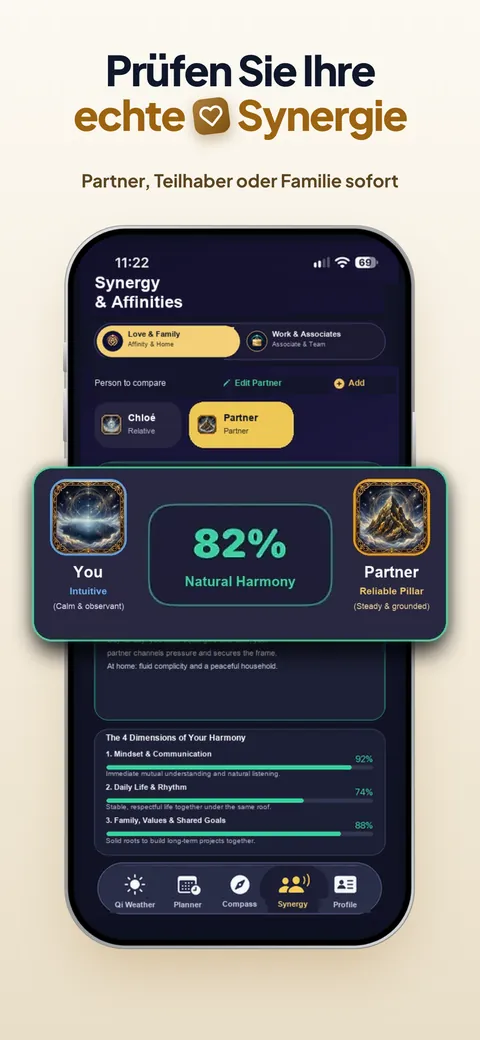 Prüfen Sie Ihre
echte Synergie
Partner, Teilhaber oder Familie sofort
11:22
69
Synergy
& Affinities
Love & Family
Affinity & Home
Work & Associates
Associate & Team
Person to compare
Edit Partner
Add
Chloé
Relative
Partner
Partner
You
Intuitive
(Calm & observant)
82%
Natural Harmony
Partner
Reliable Pillar
(Steady & grounded)
partner channels pressure and secures the frame.
At home: fluid complicity and a peaceful household.
The 4 Dimensions of Your Harmony
1. Mindset & Communication
92%
Immediate mutual understanding and natural listening.
2. Daily Life & Rhythm
74%
Stable, respectful life together under the same roof.
3. Family, Values & Shared Goals
88%
Solid roots to build long-term projects together.
Qi Weather
Planner
Compass
Synergy
Profile